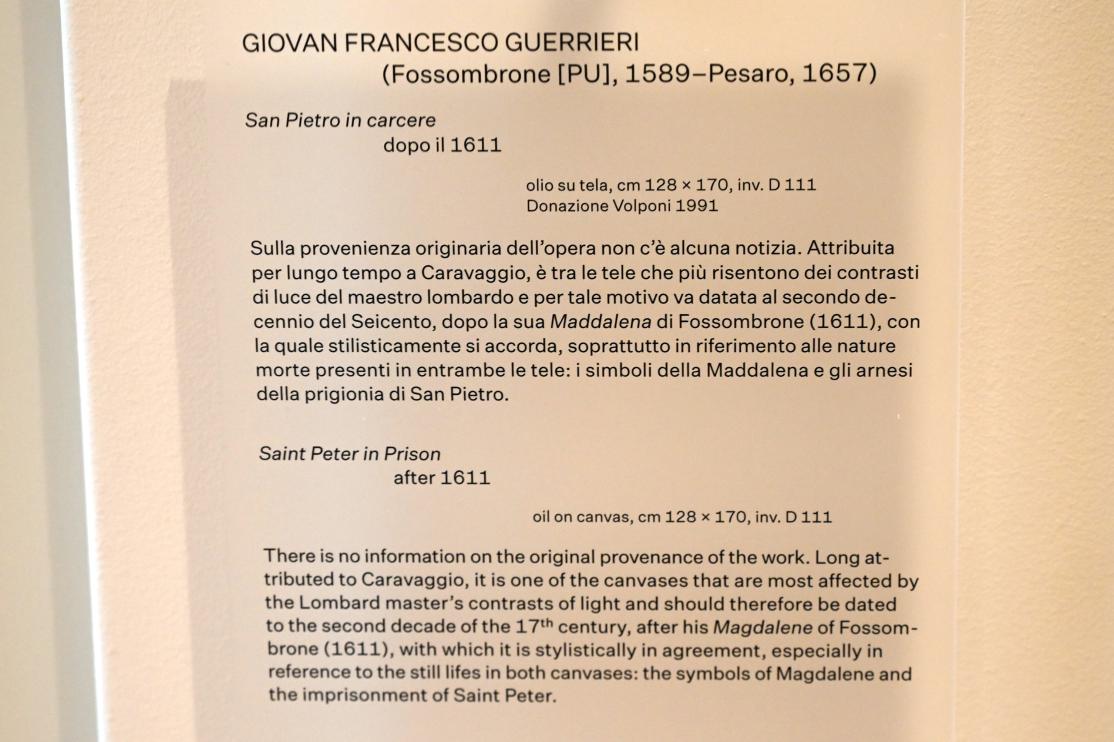 GIOVAN FRANCESCO GUERRIERI
(Fossombrone [PU], 1589–Pesaro, 1657)
San Pietro in carcere
dopo il 1611
olio su tela, cm 128 × 170, inv. D 111
Donazione Volponi 1991
Sulla provenienza originaria dell’opera non c’è alcuna notizia. Attribuita
per lungo tempo a Caravaggio, è tra le tele che più risentono dei contrasti
di luce del maestro lombardo e per tale motivo va datata al secondo de-
cennio del Seicento, dopo la sua Maddalena di Fossombrone (1611), con
la quale stilisticamente si accorda, soprattutto in riferimento alle nature
morte presenti in entrambe le tele: i simboli della Maddalena e gli arnesi
della prigionia di San Pietro.
Saint Peter in Prison
after 1611
oil on canvas, cm 128 × 170, inv. D 111
There is no information on the original provenance of the work. Long at-
tributed to Caravaggio, it is one of the canvases that are most affected by
the Lombard master’s contrasts of light and should therefore be dated
to the second decade of the 17th century, after his Magdalene of Fossom-
brone (1611), with which it is stylistically in agreement, especially in
reference to the still lifes in both canvases: the symbols of Magdalene and
the imprisonment of Saint Peter.